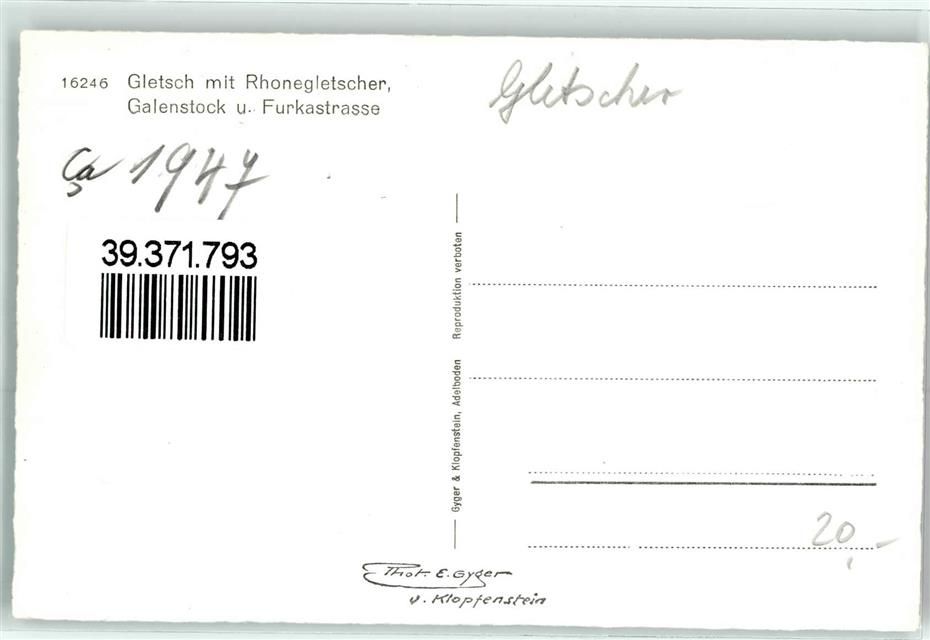 16246 Gletsch mit Rhonegletscher,
Galenstock u. Furkastrasse
Gletscher
ca 1947
39.371.793
Reproduktion verboten
Gyger & Klopfenstein, Adelboden
20,-
Phot. E. Gyger
u. Klopfenstein